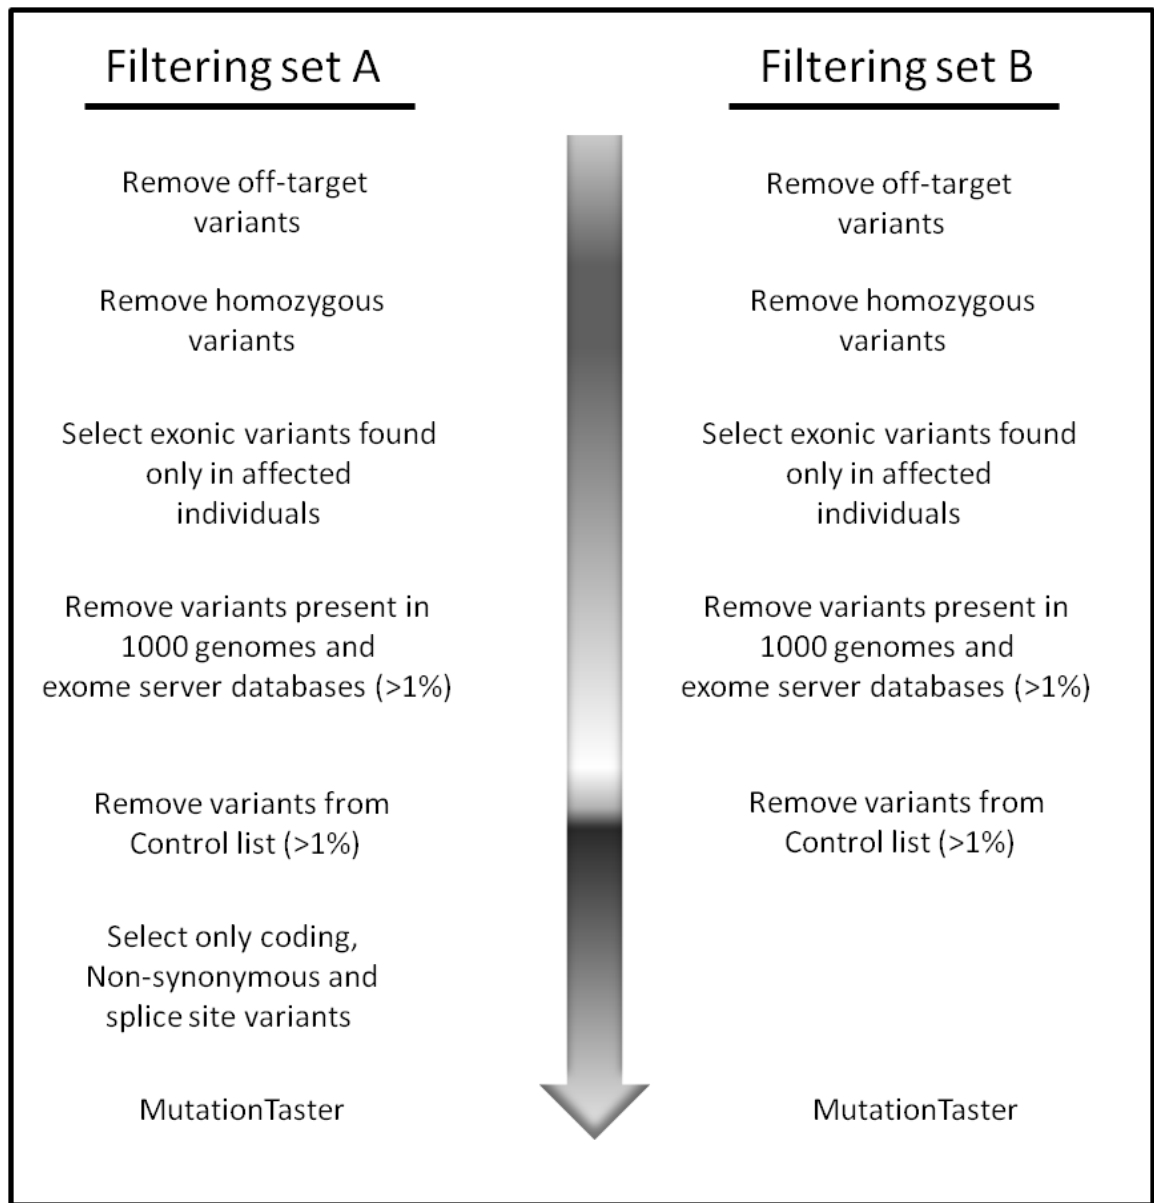 Filtering set A
Remove off-target
variants
Remove homozygous
variants
Select exonic variants found
only in affected
individuals
Remove variants present in
1000 genomes and
exome server databases (>1%)
Remove variants from
Control list (>1%)
Select only coding,
Non-synonymous and
splice site variants
MutationTaster
Filtering set B
Remove off-target
variants
Remove homozygous
variants
Select exonic variants found
only in affected
individuals
Remove variants present in
1000 genomes and
exome server databases (>1%)
Remove variants from
Control list (>1%)
MutationTaster